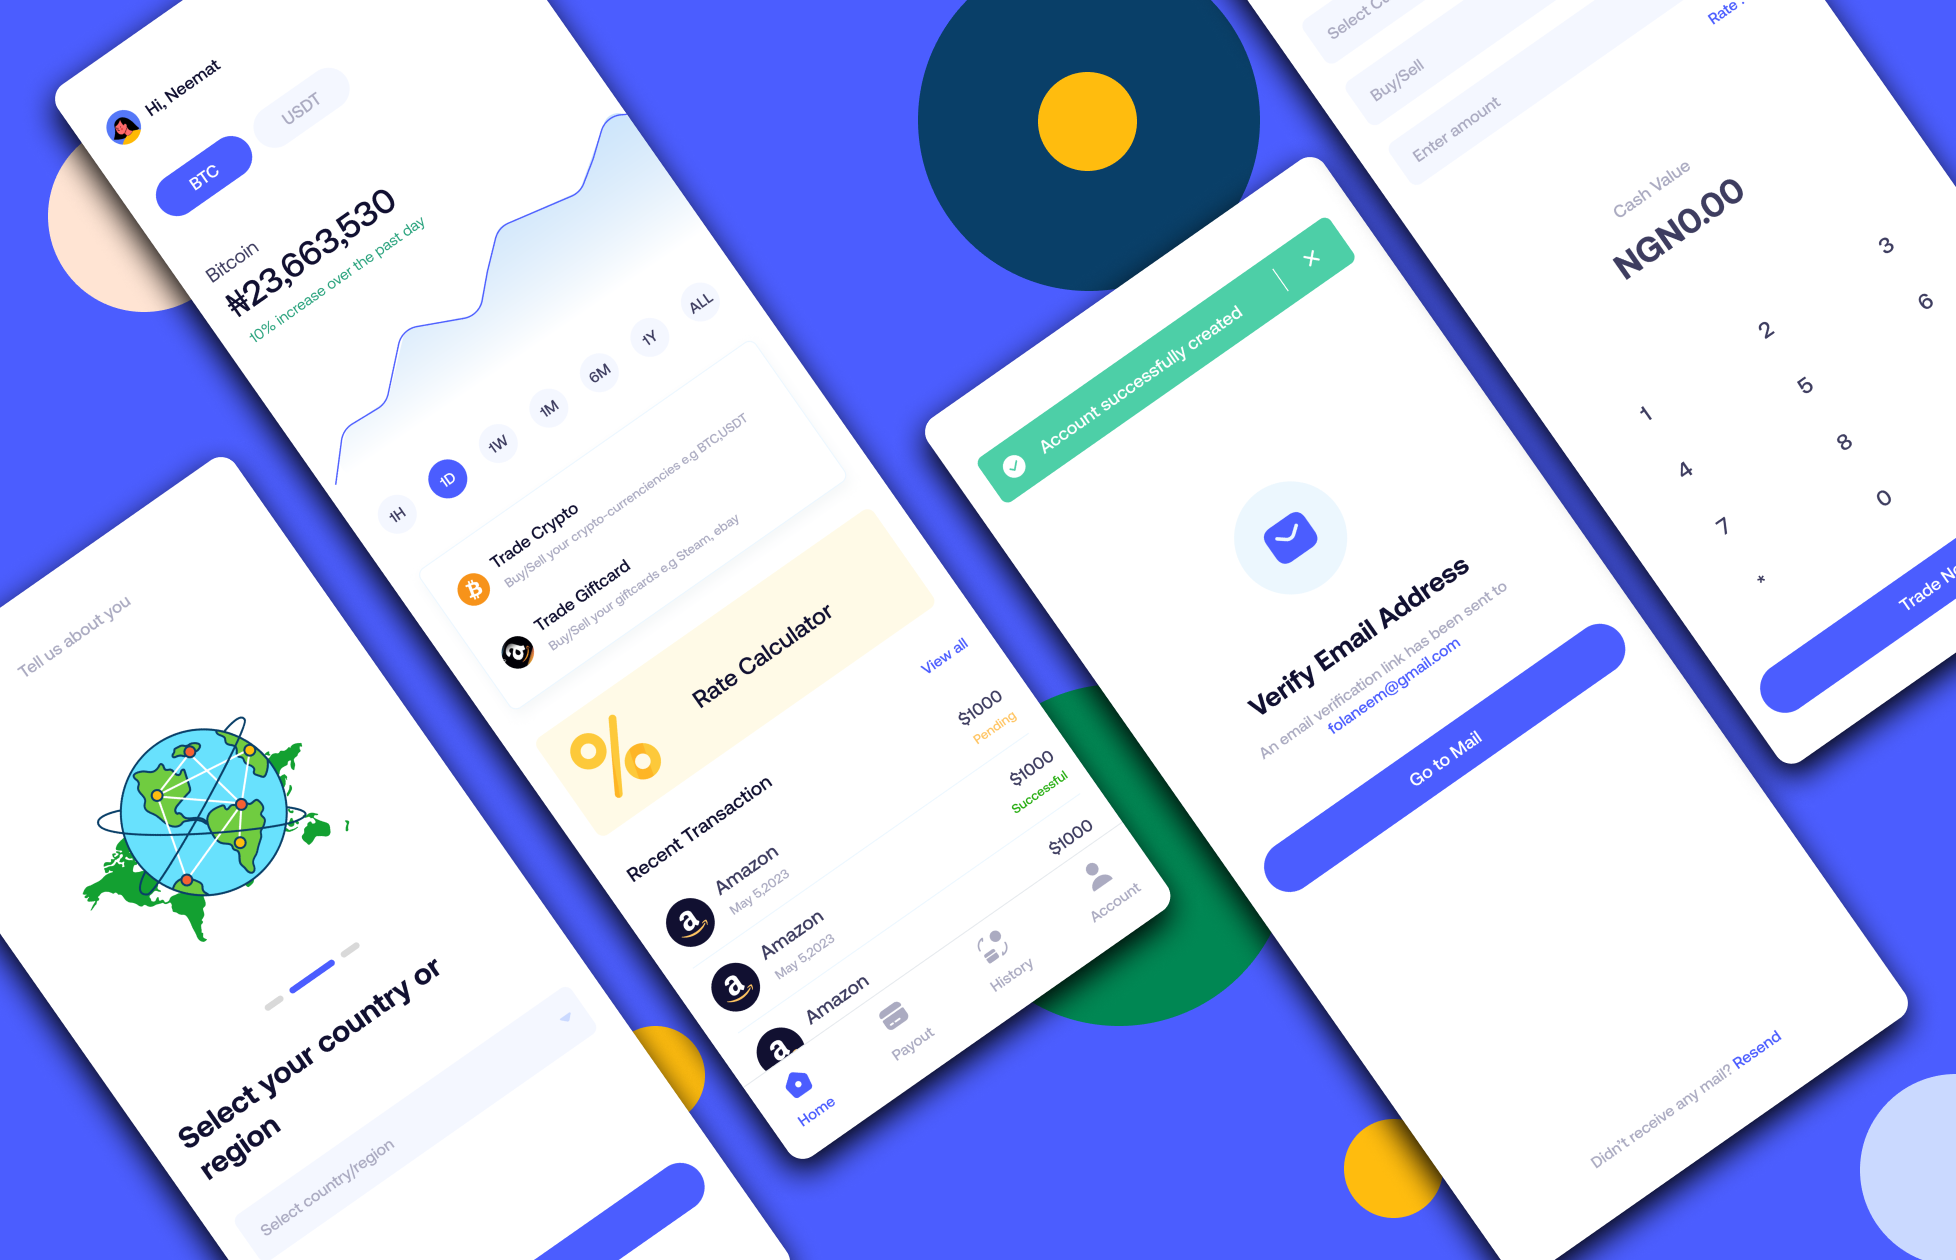 Hi, Neemat
BTC
USDT
Bitcoin
₦23,663,530
10% increase over the past day
1H
1D
1W
1M
6M
1Y
ALL
Trade Crypto
Buy/Sell your crypto-currenciencies e.g BTC,USDT
Trade Giftcard
Buy/Sell your giftcards e.g Steam, ebay
%
Rate Calculator
Recent Transaction
View all
Amazon
May 5,2023
$1000
Pending
Amazon
May 5,2023
$1000
Successful
Amazon
$1000
Home
Payout
History
Account
Tell us about you
Select your country or
region
Select country/region
Account successfully created
Verify Email Address
An email verification link has been sent to
folaneem@gmail.com
Go to Mail
Didn't receive any mail? Resend
Select
Rate
Buy/Sell
Enter amount
Cash Value
NGN0.00
1
2
3
4
5
6
7
8
*
0
Trade